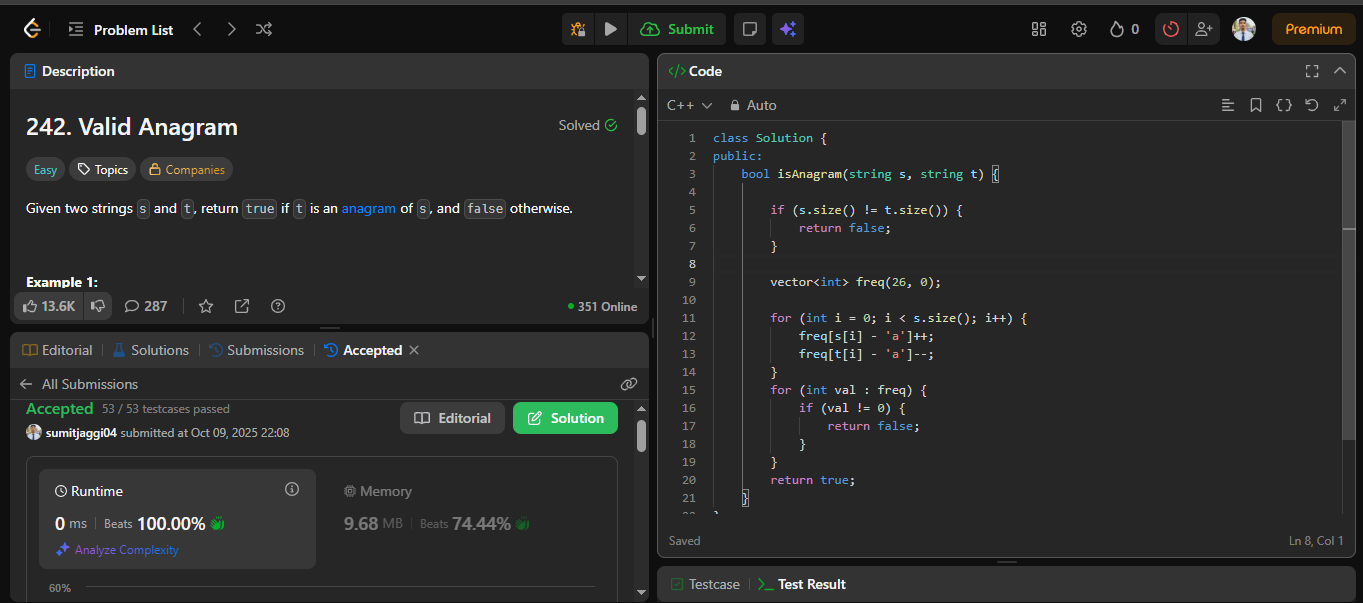 Problem List
Submit
0
Premium
Description
242. Valid Anagram
Solved
Easy
Topics
Companies
Given two strings s and t, return true if t is an anagram of s, and false otherwise.
Example 1:
13.6K
287
351 Online
Editorial
Solutions
Submissions
Accepted
All Submissions
Accepted 53 / 53 testcases passed
sumitjaggi04 submitted at Oct 09, 2025 22:08
Editorial
Solution
Runtime
0 ms | Beats 100.00%
Analyze Complexity
Memory
9.68 MB | Beats 74.44%
60%
</> Code
C++
Auto
1 class Solution {
2 public:
3     bool isAnagram(string s, string t) {
4
5         if (s.size() != t.size()) {
6             return false;
7         }
8
9         vector<int> freq(26, 0);
10
11         for (int i = 0; i < s.size(); i++) {
12             freq[s[i] - 'a']++;
13             freq[t[i] - 'a']--;
14         }
15         for (int val : freq) {
16             if (val != 0) {
17                 return false;
18             }
19         }
20         return true;
21     }
Saved
Ln 8, Col 1
Testcase
Test Result